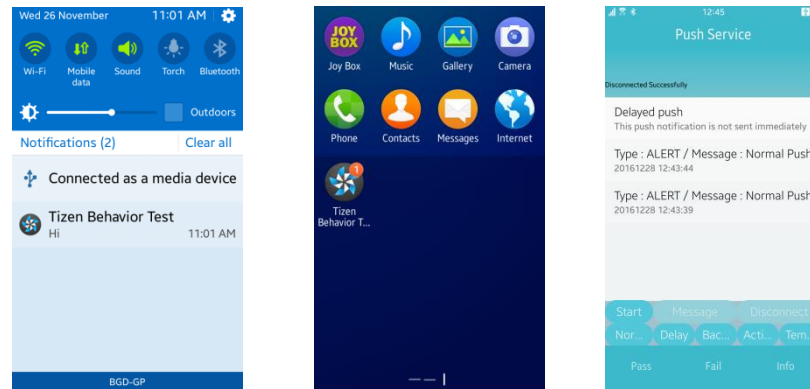 Wed 26 November 11:01 AM
Wi-Fi Mobile data Sound Torch Bluetooth
Outdoors
Notifications (2) Clear all
Connected as a media device
Tizen Behavior Test
Hi 11:01 AM
BGD-GP
JOY BOX
Joy Box Music Gallery Camera
Phone Contacts Messages Internet
1
Tizen
Behavior T...
12:45
Push Service
Disconnected Successfully
Delayed push
This push notification is not sent immediately
Type : ALERT / Message : Normal Push
20161228 12:43:44
Type : ALERT / Message : Normal Push
20161228 12:43:39
Start Message Disconnect
Nor... Delay Bac... Acti... Tem...
Pass Fail Info